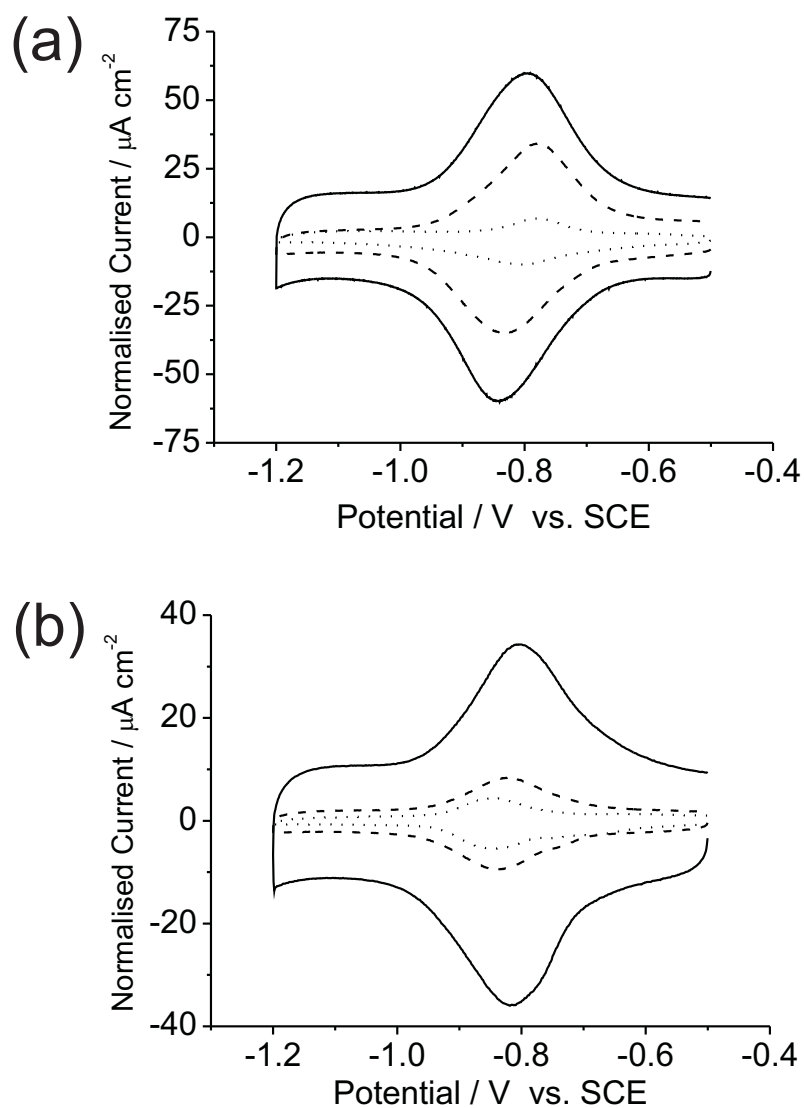 (a)
Normalised Current / μA cm⁻²
75
50
25
0
-25
-50
-75
-1.2 -1.0 -0.8 -0.6 -0.4
Potential / V vs. SCE
(b)
Normalised Current / μA cm⁻²
40
20
0
-20
-40
-1.2 -1.0 -0.8 -0.6 -0.4
Potential / V vs. SCE